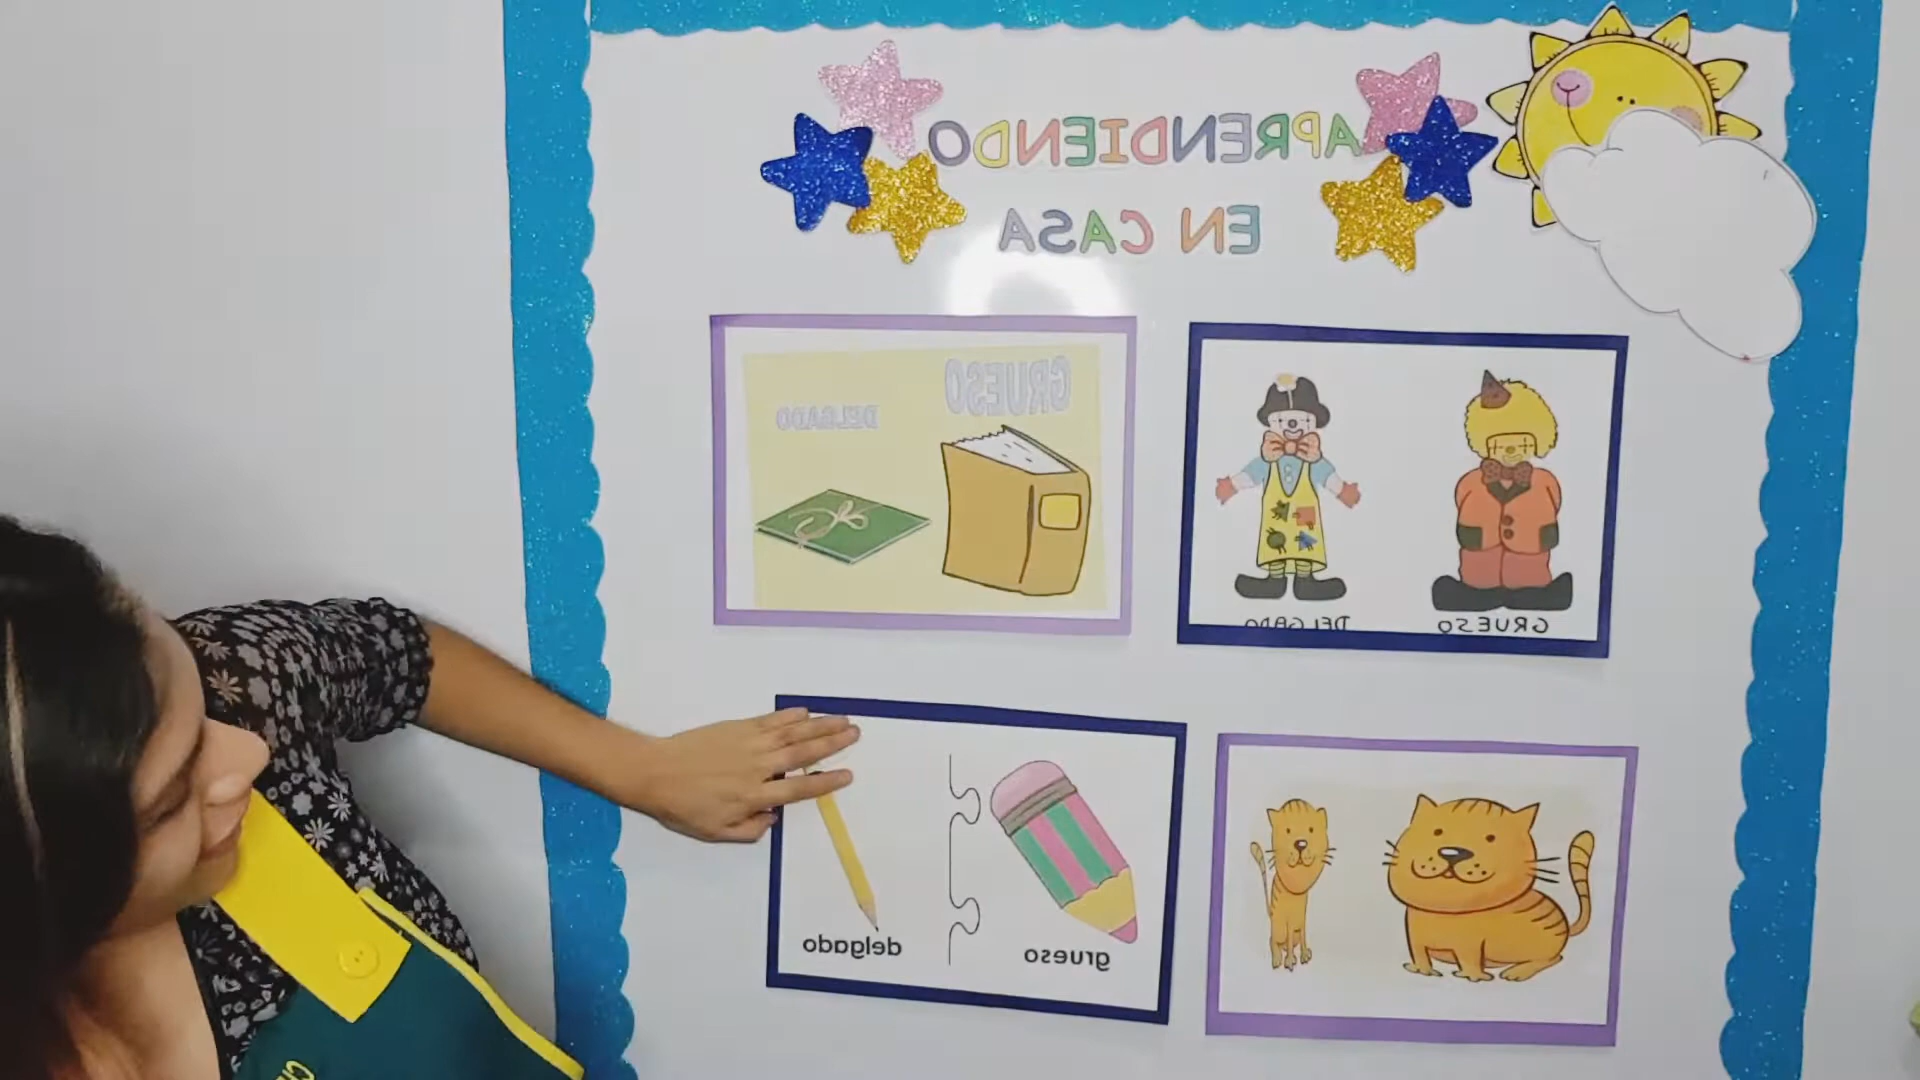 APRENDIENDO
EN CASA
GRUESO
DELGADO
DELGADO
GRUESO
delgado
grueso